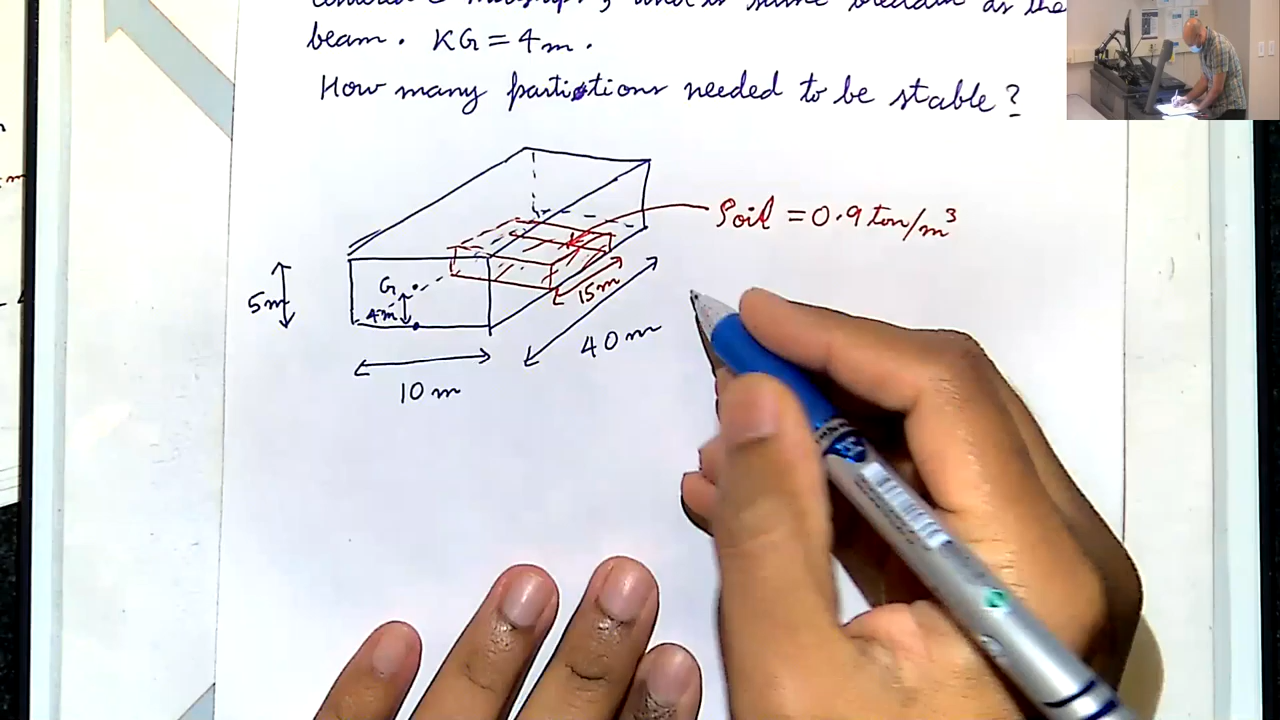 beam. KG = 4m.
How many partitions needed to be stable?
Soil = 0.9 ton/m³
G
4m
5m
15m
40m
10m